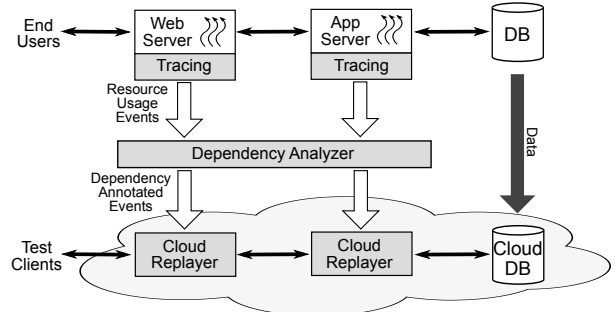 End
Users
Web
Server
App
Server
DB
Tracing
Tracing
Resource
Usage
Events
Data
Dependency Analyzer
Dependency
Annotated
Events
Test
Clients
Cloud
Replayer
Cloud
Replayer
Cloud
DB